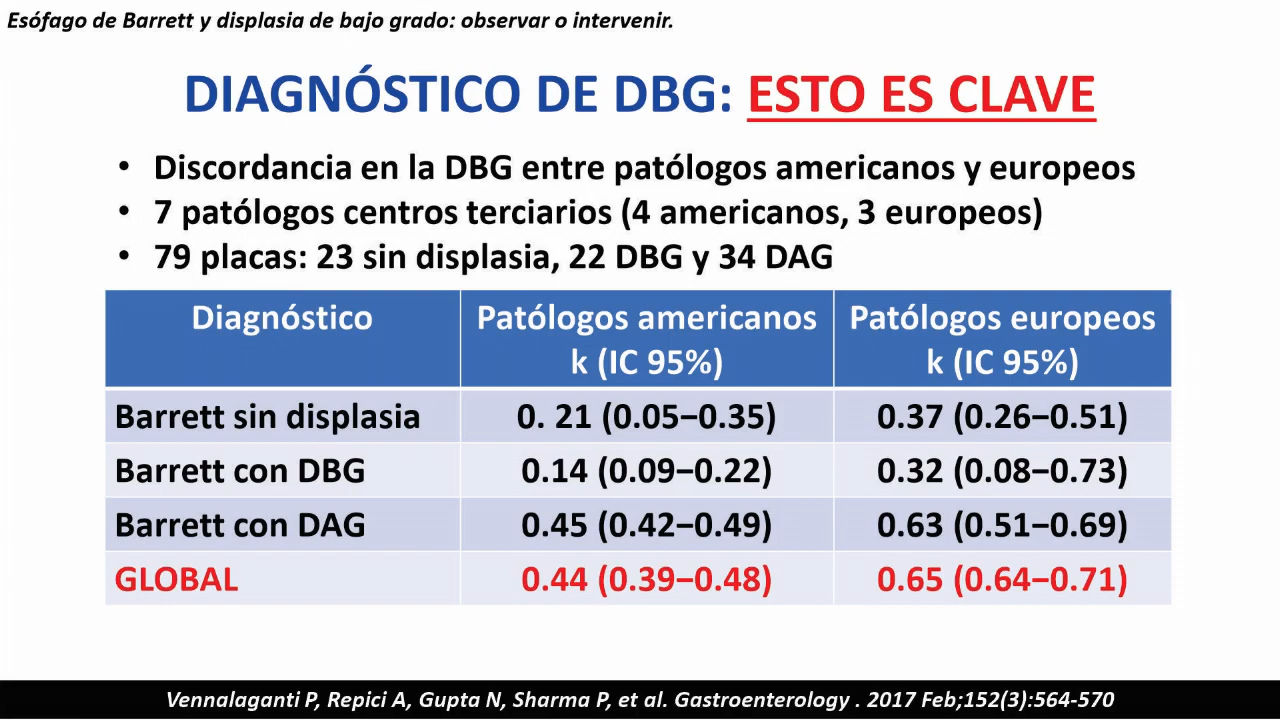 Esófago de Barrett y displasia de bajo grado: observar o intervenir.
DIAGNÓSTICO DE DBG: ESTO ES CLAVE
• Discordancia en la DBG entre patólogos americanos y europeos
• 7 patólogos centros terciarios (4 americanos, 3 europeos)
• 79 placas: 23 sin displasia, 22 DBG y 34 DAG
Diagnóstico Patólogos americanos Patólogos europeos
k (IC 95%) k (IC 95%)
Barrett sin displasia 0. 21 (0.05–0.35) 0.37 (0.26–0.51)
Barrett con DBG 0.14 (0.09–0.22) 0.32 (0.08–0.73)
Barrett con DAG 0.45 (0.42–0.49) 0.63 (0.51–0.69)
GLOBAL 0.44 (0.39–0.48) 0.65 (0.64–0.71)
Vennalaganti P, Repici A, Gupta N, Sharma P, et al. Gastroenterology . 2017 Feb;152(3):564-570